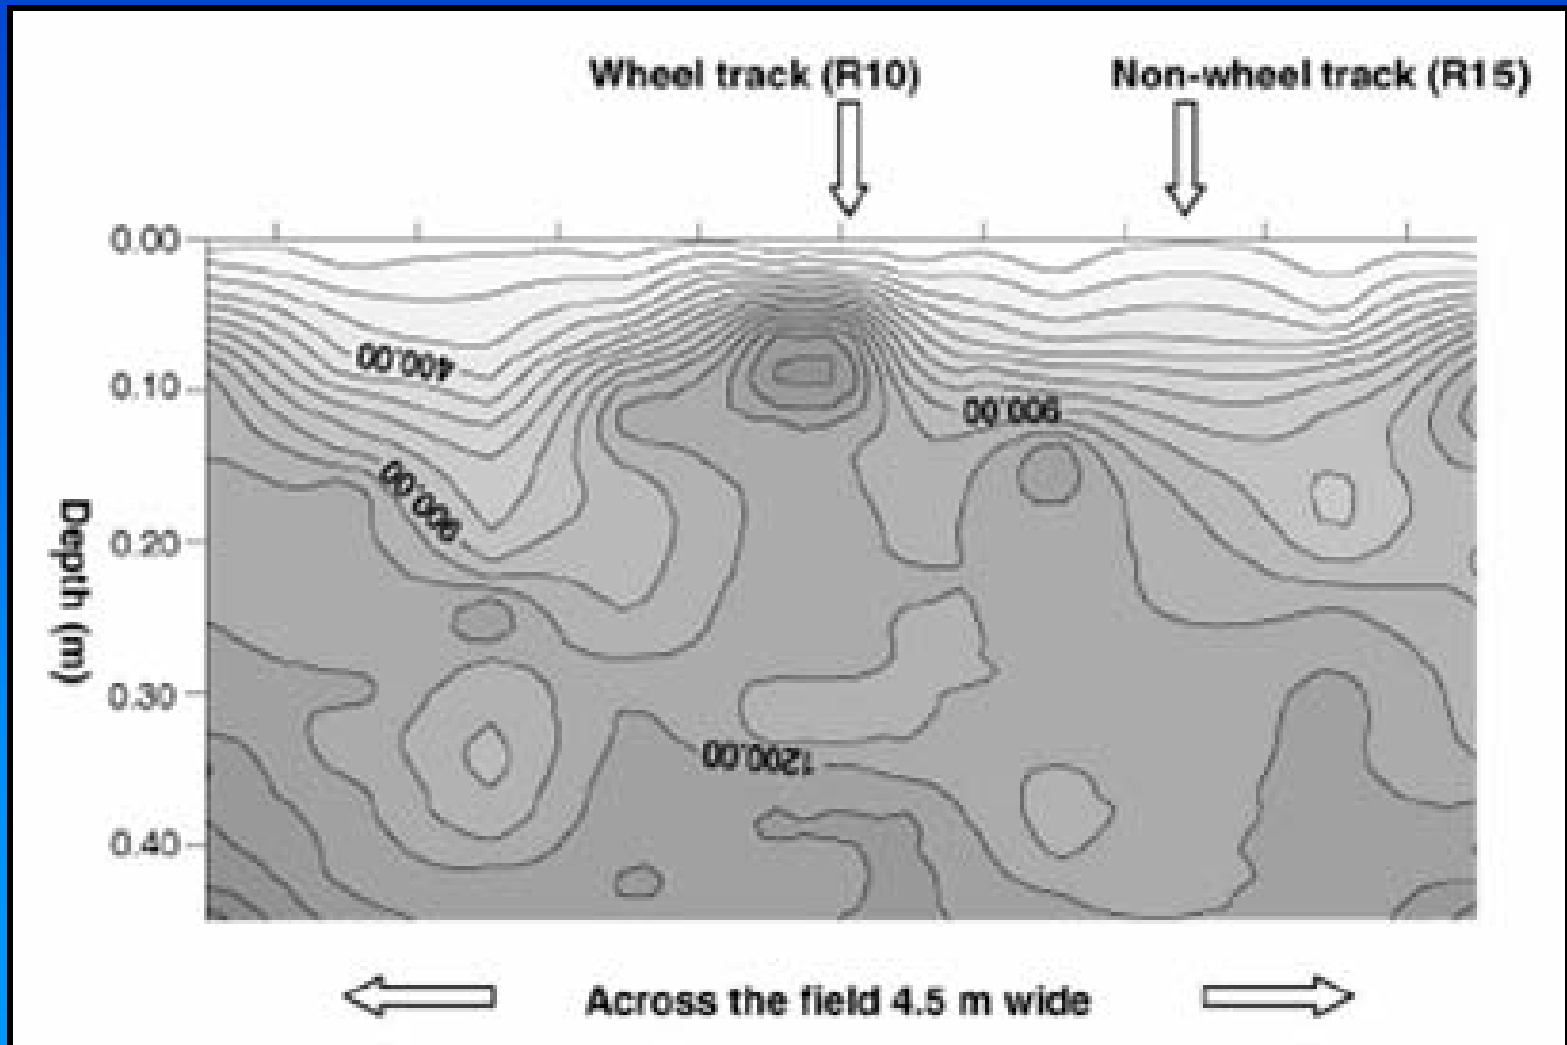 Wheel track (R10)
Non-wheel track (R15)
0.00
0.10
0.20
0.30
0.40
Depth (m)
400.00
900.00
900.00
1200.00
Across the field 4.5 m wide